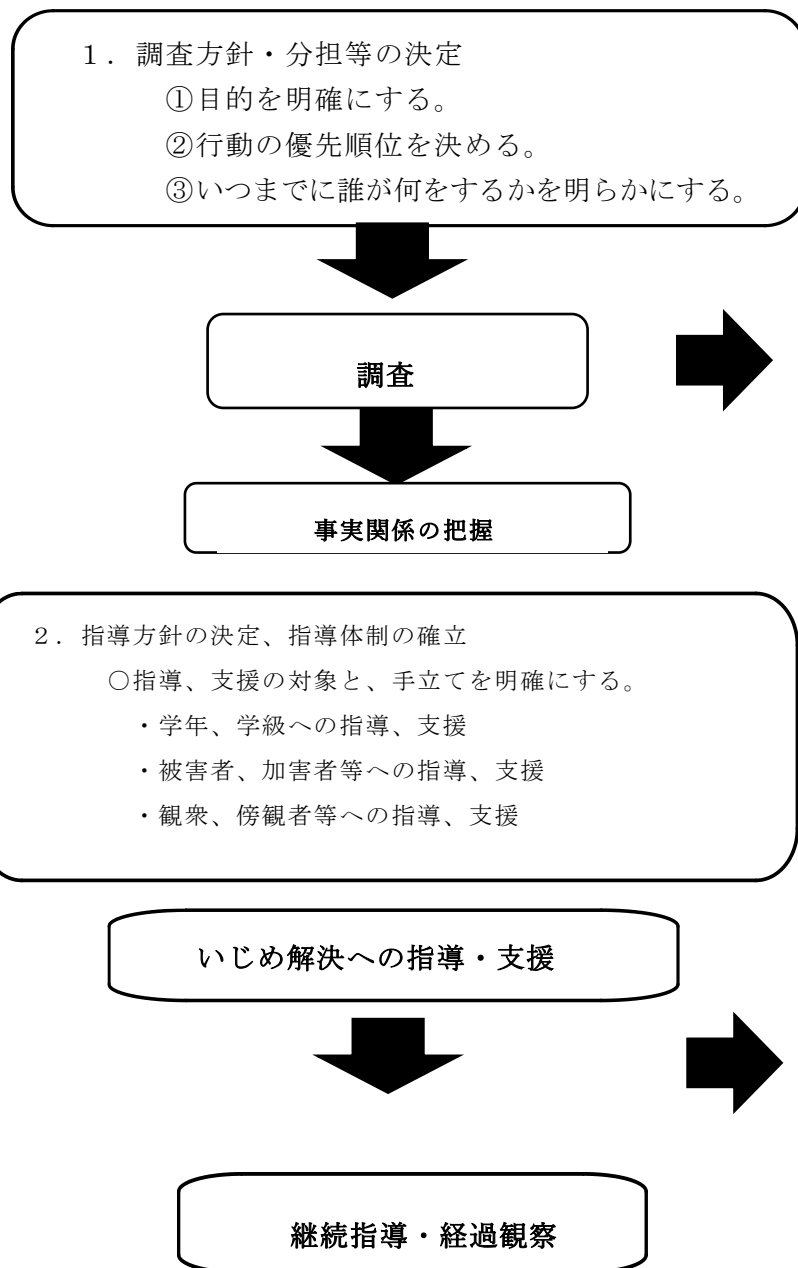 １．調査方針・分担等の決定
①目的を明確にする。
②行動の優先順位を決める。
③いつまでに誰が何をするかを明らかにする。
調査
事実関係の把握
２．指導方針の決定、指導体制の確立
○指導、支援の対象と、手立てを明確にする。
・学年、学級への指導、支援
・被害者、加害者等への指導、支援
・観衆、傍観者等への指導、支援
いじめ解決への指導・支援
継続指導・経過観察